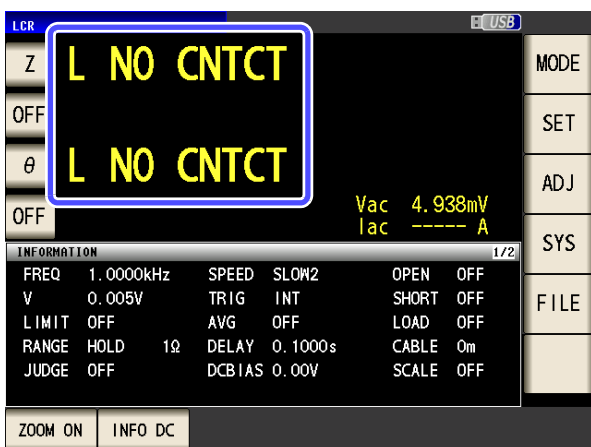 LCR USB
Z L NO CNTCT MODE
OFF SET
θ L NO CNTCT ADJ
OFF Vac 4.938mV
Iac ----- A SYS
INFORMATION 1/2
FREQ 1.0000kHz SPEED SLOW2 OPEN OFF
V 0.005V TRIG INT SHORT OFF FILE
LIMIT OFF AVG OFF LOAD OFF
RANGE HOLD 1Ω DELAY 0.1000s CABLE 0m
JUDGE OFF DCBIAS 0.00V SCALE OFF
ZOOM ON INFO DC